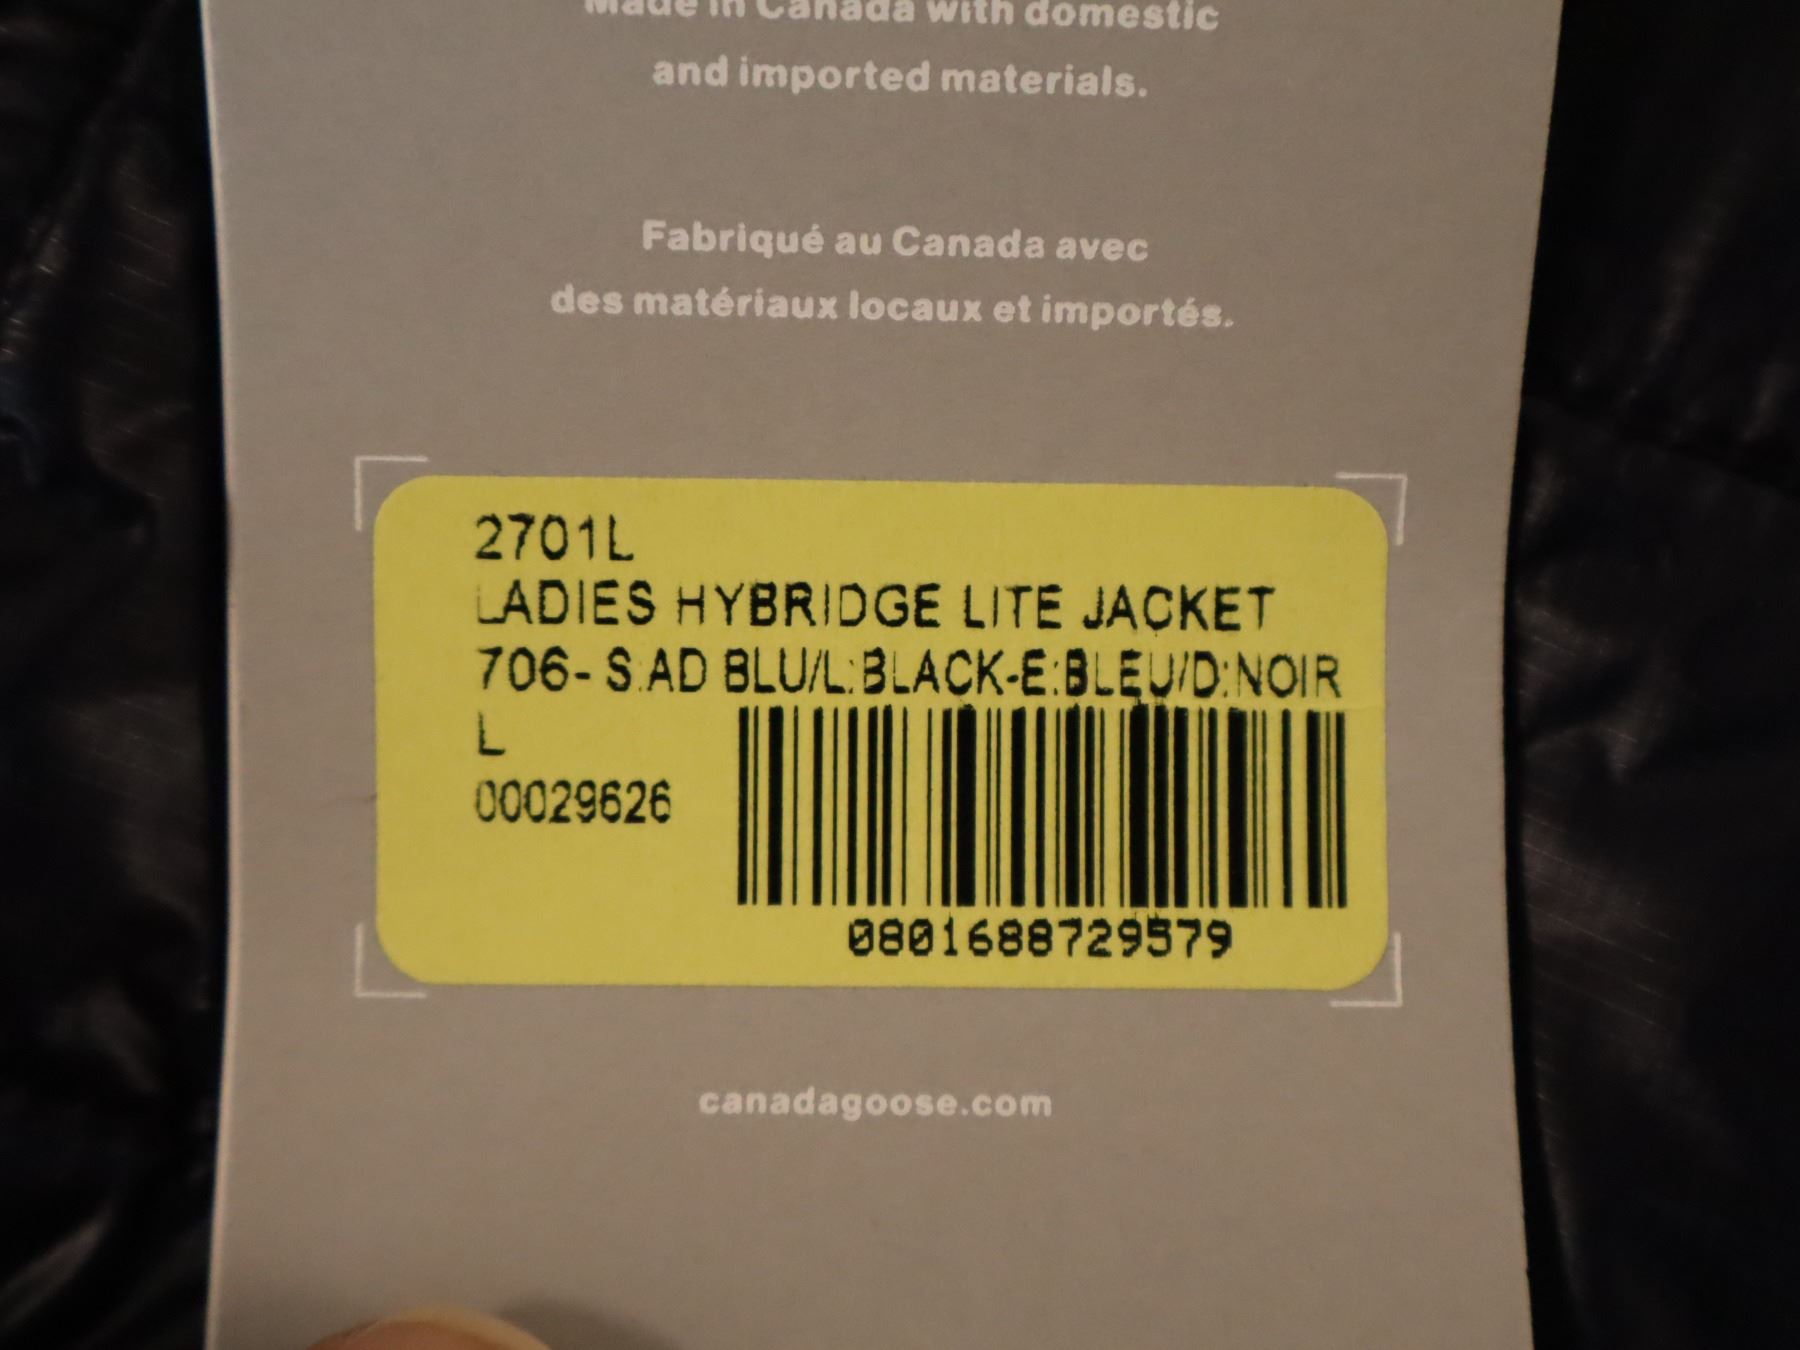 Made in Canada with domestic
and imported materials.
Fabriqué au Canada avec
des matériaux locaux et importés.
2701L
LADIES HYBRIDGE LITE JACKET
706- S:AD BLU/L:BLACK-E:BLEU/D:NOIR
L
00029626
0801688729579
canadagoose.com